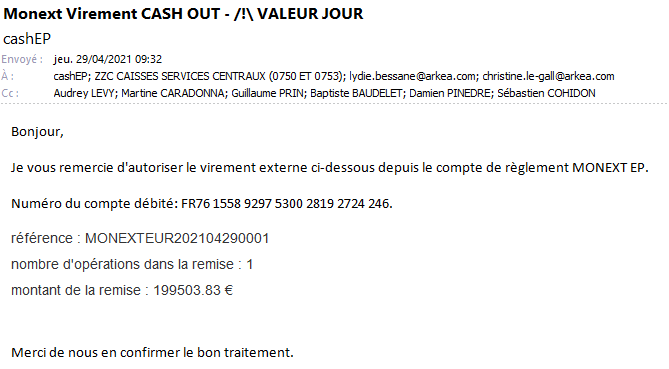 Monext Virement CASH OUT - /!\ VALEUR JOUR
cashEP
Envoyé : jeu. 29/04/2021 09:32
À : cashEP; ZZC CAISSES SERVICES CENTRAUX (0750 ET 0753); lydie.bessane@arkea.com; christine.le-gall@arkea.com
Cc : Audrey LEVY; Martine CARADONNA; Guillaume PRIN; Baptiste BAUDELET; Damien PINEDRE; Sébastien COHIDON
Bonjour,
Je vous remercie d'autoriser le virement externe ci-dessous depuis le compte de règlement MONEXT EP.
Numéro du compte débité: FR76 1558 9297 5300 2819 2724 246.
référence : MONEXTEUR202104290001
nombre d'opérations dans la remise : 1
montant de la remise : 199503.83 €
Merci de nous en confirmer le bon traitement.